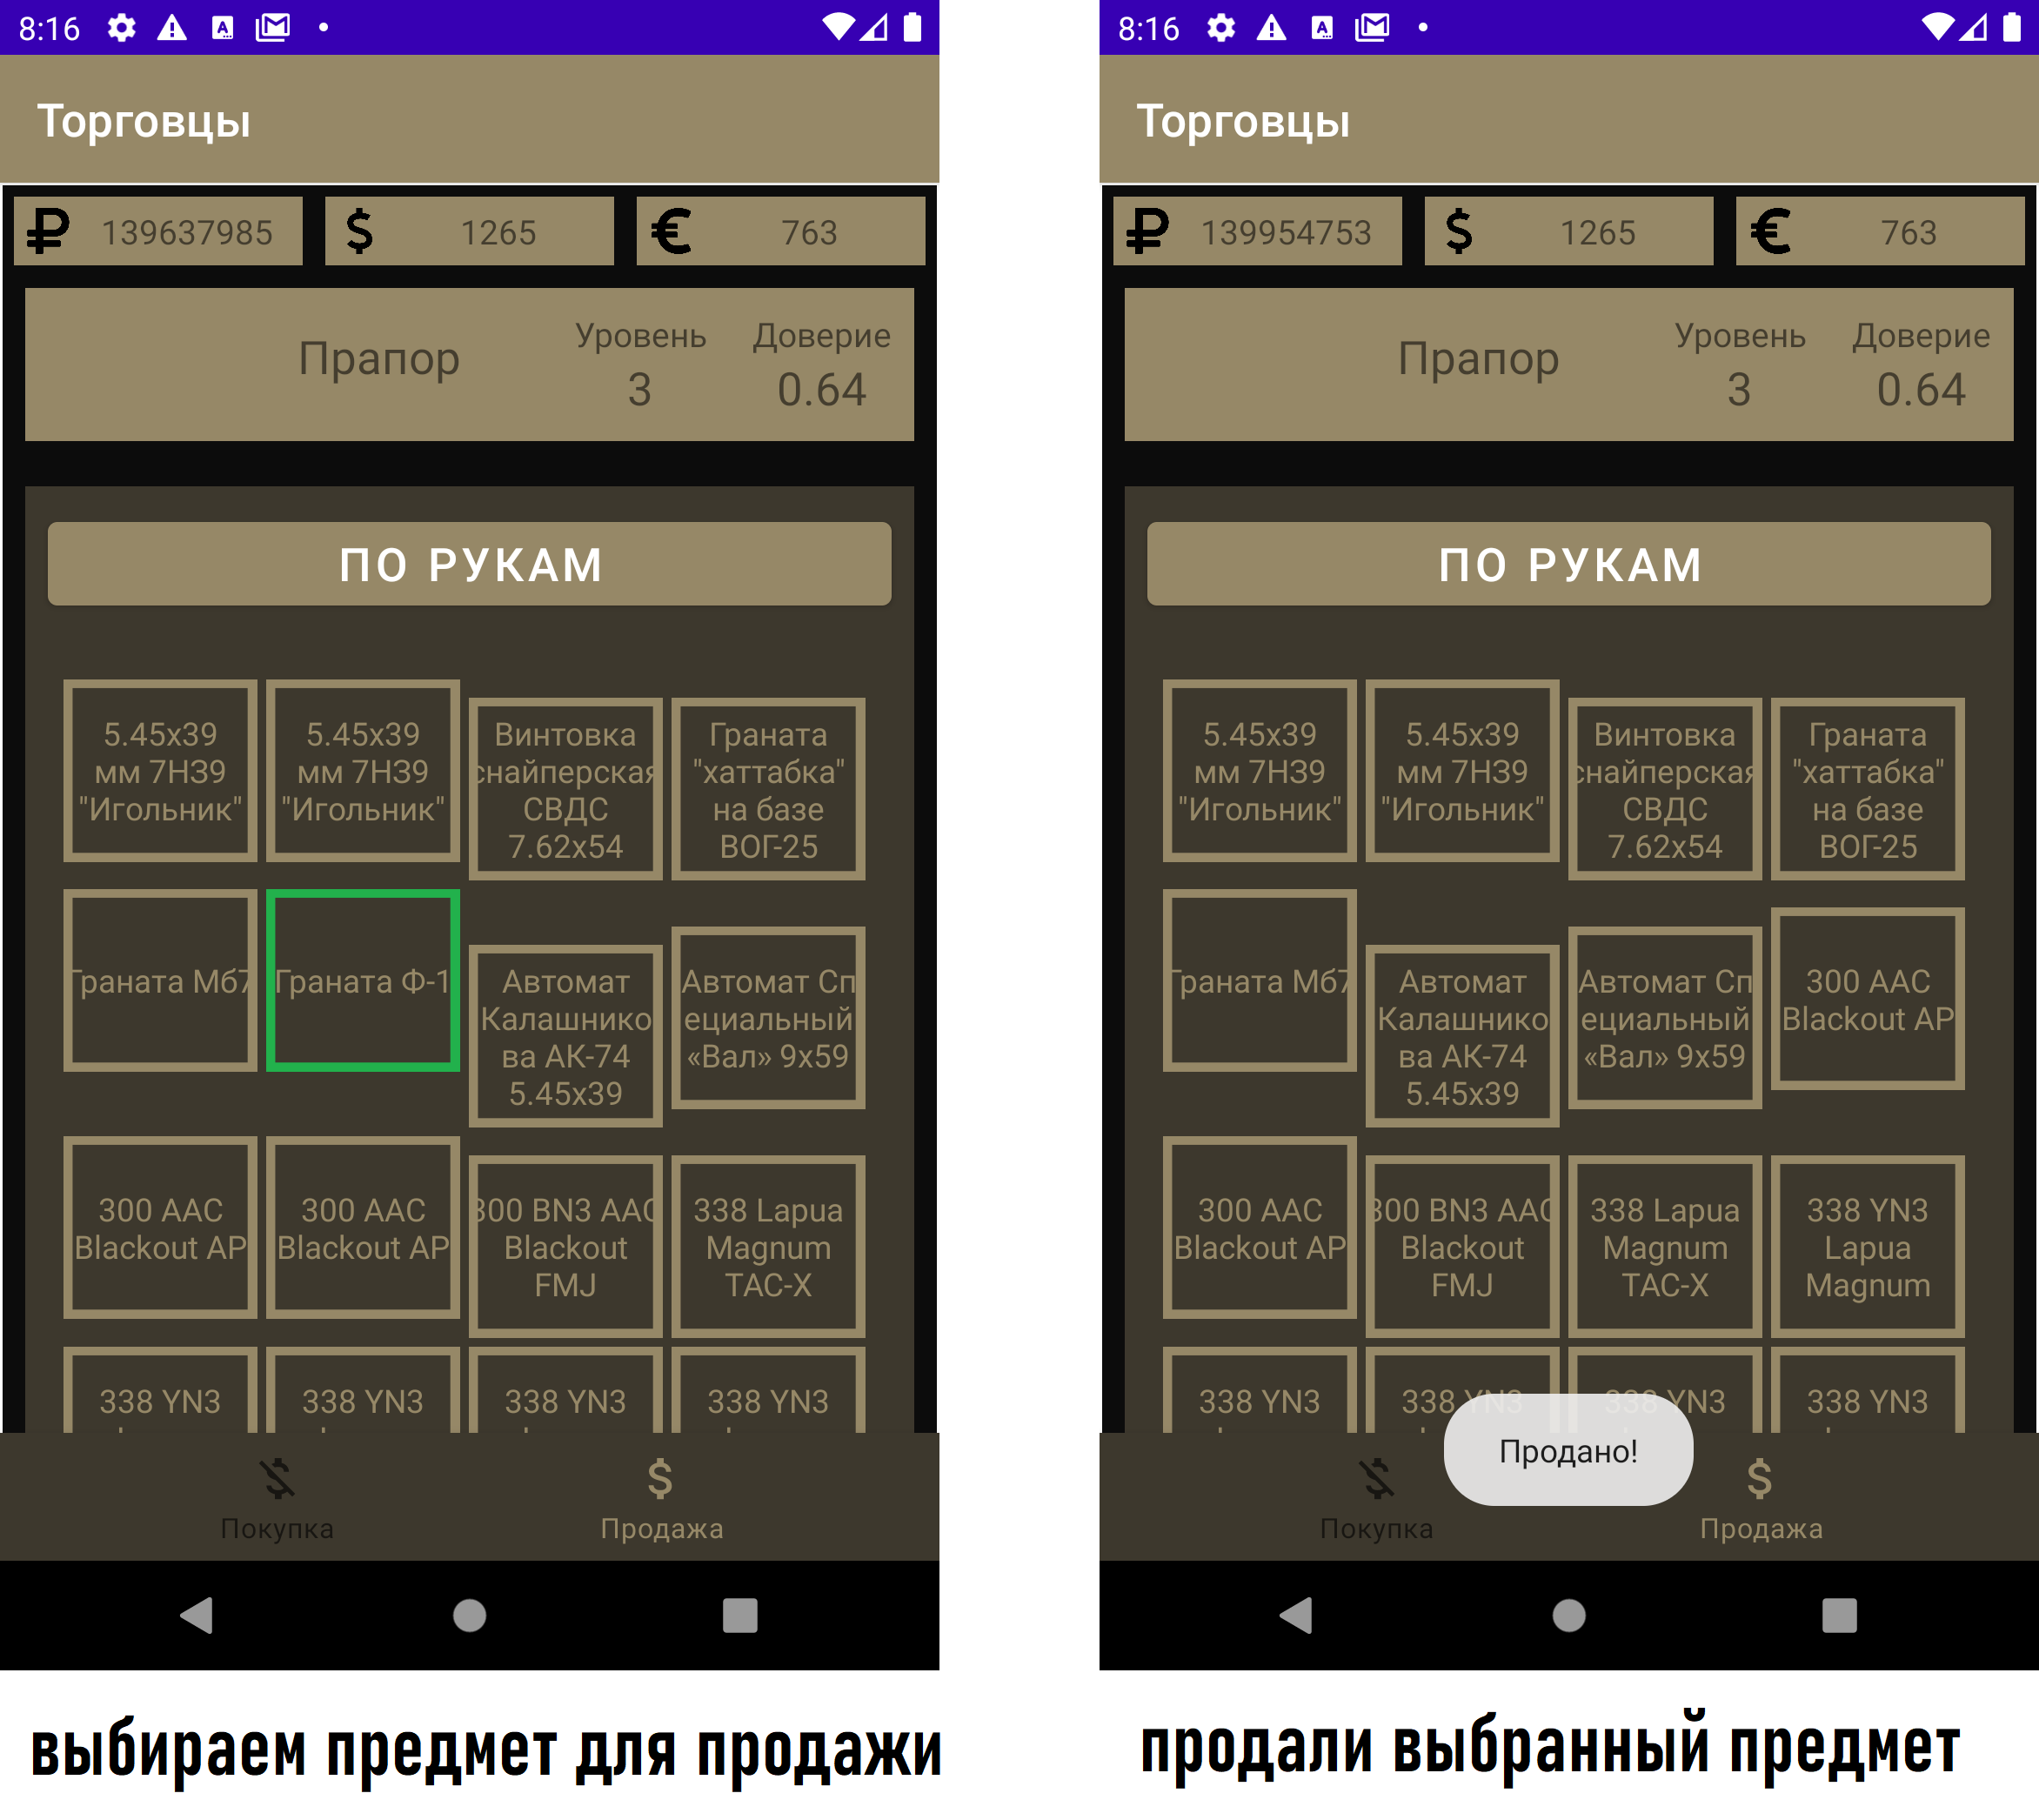 8:16
Торговцы
139637985
1265
763
Прапор
Уровень
3
Доверие
0.64
ПО РУКАМ
5.45x39
мм 7Н39
"Игольник"
5.45x39
мм 7Н39
"Игольник"
Винтовка
снайперская
СВДС
7.62x54
Граната
"хаттабка"
на базе
ВОГ-25
Граната М67
Граната Ф-1
Автомат
Калашнико
ва АК-74
5.45x39
Автомат Сп
ециальный
«Вал» 9x59
300 AAC
Blackout AP
300 AAC
Blackout AP
300 BN3 AAC
Blackout
FMJ
338 Lapua
Magnum
TAC-X
338 YN3
338 YN3
338 YN3
338 YN3
Покупка
Продажа
выбираем предмет для продажи
8:16
Торговцы
139954753
1265
763
Прапор
Уровень
3
Доверие
0.64
ПО РУКАМ
5.45x39
мм 7Н39
"Игольник"
5.45x39
мм 7Н39
"Игольник"
Винтовка
снайперская
СВДС
7.62x54
Граната
"хаттабка"
на базе
ВОГ-25
Граната М67
Автомат
Калашнико
ва АК-74
5.45x39
Автомат Сп
ециальный
«Вал» 9x59
300 AAC
Blackout AP
300 AAC
Blackout AP
300 BN3 AAC
Blackout
FMJ
338 Lapua
Magnum
TAC-X
338 YN3
Lapua
Magnum
338 YN3
338 YN3
338 YN3
338 YN3
Продано!
Покупка
Продажа
продали выбранный предмет